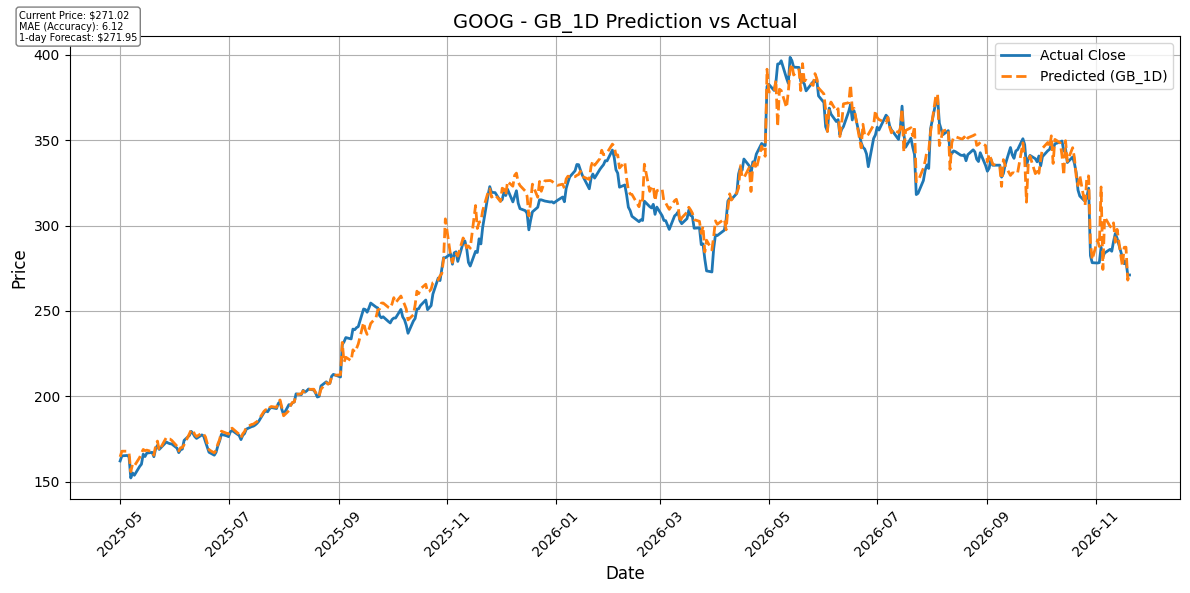 GOOG - GB_1D Prediction vs Actual
Current Price: $271.02
MAE (Accuracy): 6.12
1-day Forecast: $271.95
Actual Close
Predicted (GB_1D)
Price
400
350
300
250
200
150
2025-05
2025-07
2025-09
2025-11
2026-01
2026-03
2026-05
2026-07
2026-09
2026-11
Date